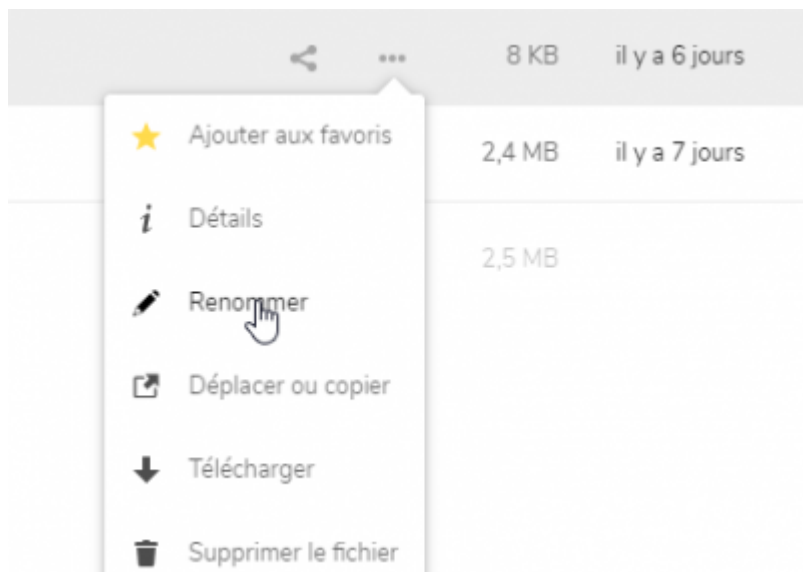 8 KB il y a 6 jours
Ajouter aux favoris
2,4 MB il y a 7 jours
Détails
2,5 MB
Renommer
Déplacer ou copier
Télécharger
Supprimer le fichier